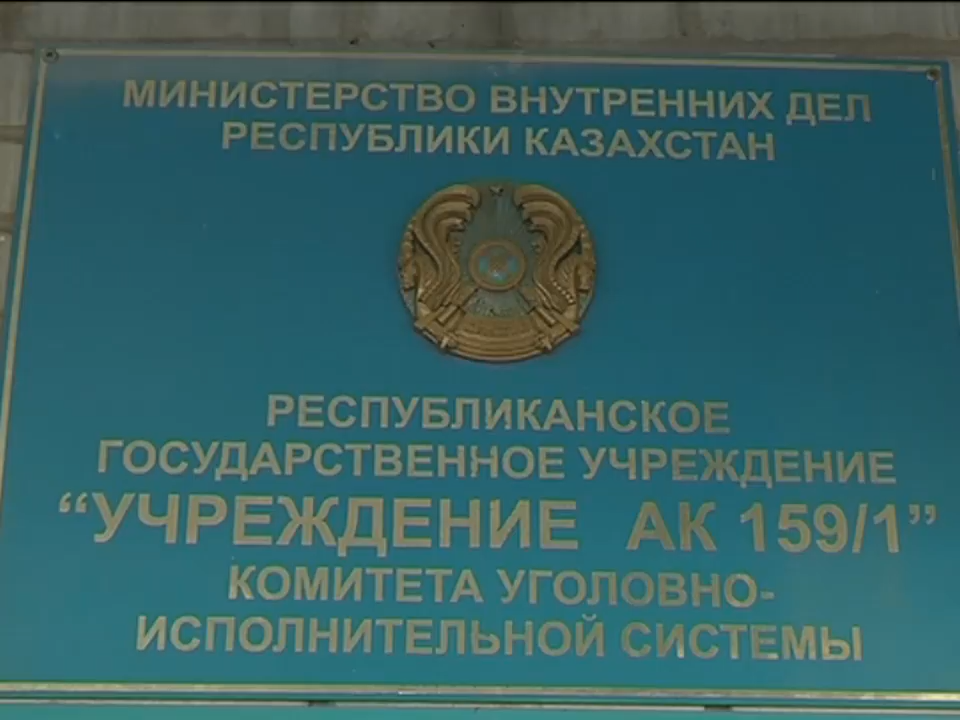 МИНИСТЕРСТВО ВНУТРЕННИХ ДЕЛ
РЕСПУБЛИКИ КАЗАХСТАН
РЕСПУБЛИКАНСКОЕ
ГОСУДАРСТВЕННОЕ УЧРЕЖДЕНИЕ
“УЧРЕЖДЕНИЕ АК 159/1”
КОМИТЕТА УГОЛОВНО-
ИСПОЛНИТЕЛЬНОЙ СИСТЕМЫ